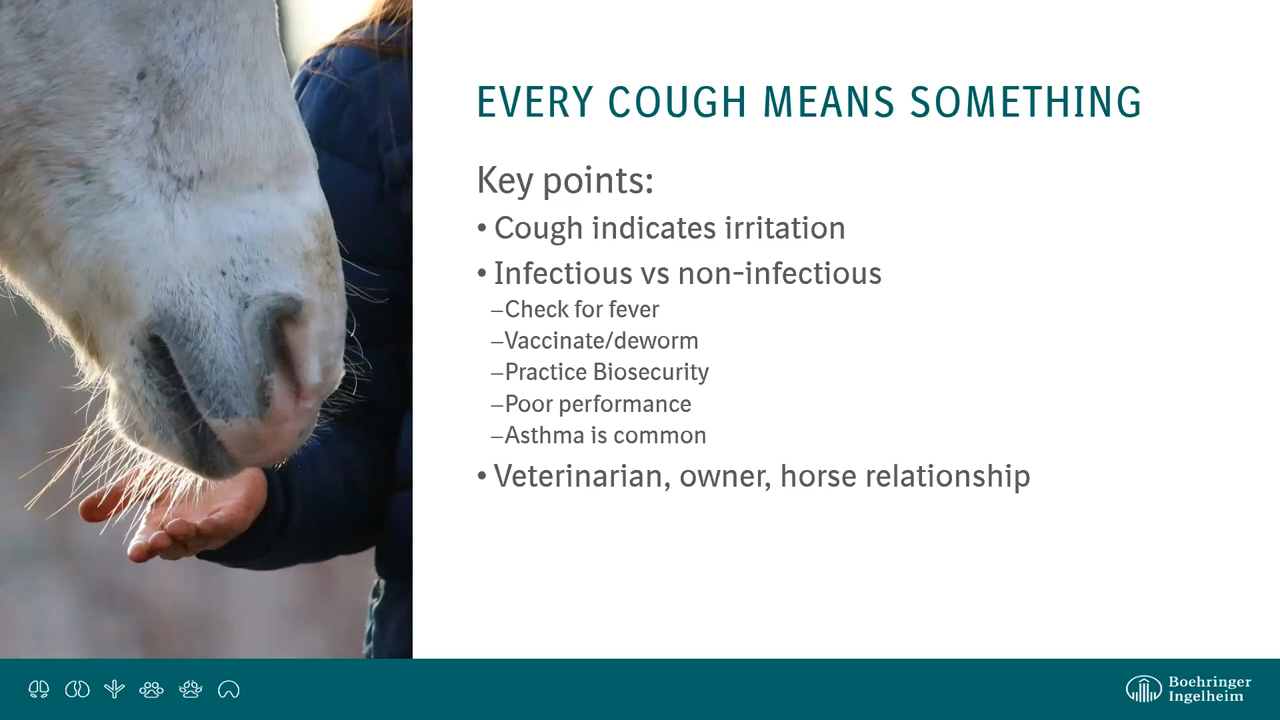 EVERY COUGH MEANS SOMETHING
Key points:
• Cough indicates irritation
• Infectious vs non-infectious
–Check for fever
–Vaccinate/deworm
–Practice Biosecurity
–Poor performance
–Asthma is common
• Veterinarian, owner, horse relationship
Boehringer
Ingelheim